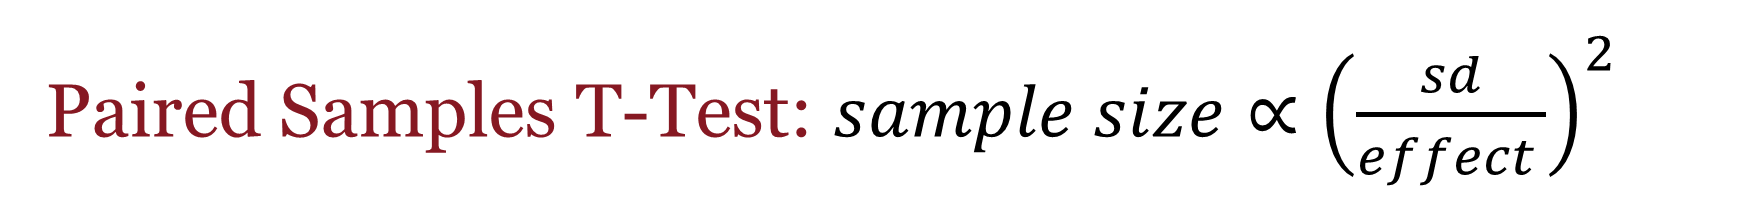 Paired Samples T-Test: sample size ∝ (sd/effect)²